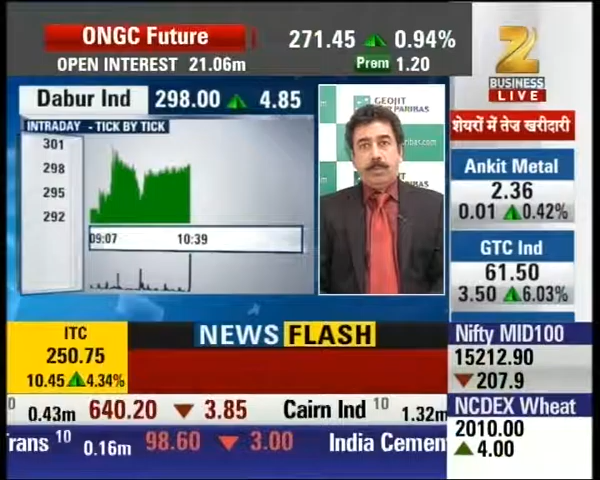 ONGC Future
271.45 0.94%
OPEN INTEREST 21.06m
Prem 1.20
Z
BUSINESS
LIVE
Dabur Ind 298.00 4.85
INTRADAY - TICK BY TICK
301
298
295
292
09:07 10:39
GEOJIT
PARIBAS
शेयरों में तेज खरीदारी
Ankit Metal
2.36
0.01 0.42%
GTC Ind
61.50
3.50 6.03%
ITC
250.75
10.45 4.34%
NEWS FLASH
Nifty MID100
15212.90
207.9
0.43m 640.20 3.85 Cairn Ind 10 1.32m
NCDEX Wheat
2010.00
4.00
rans 10 0.16m 98.60 3.00 India Cemen